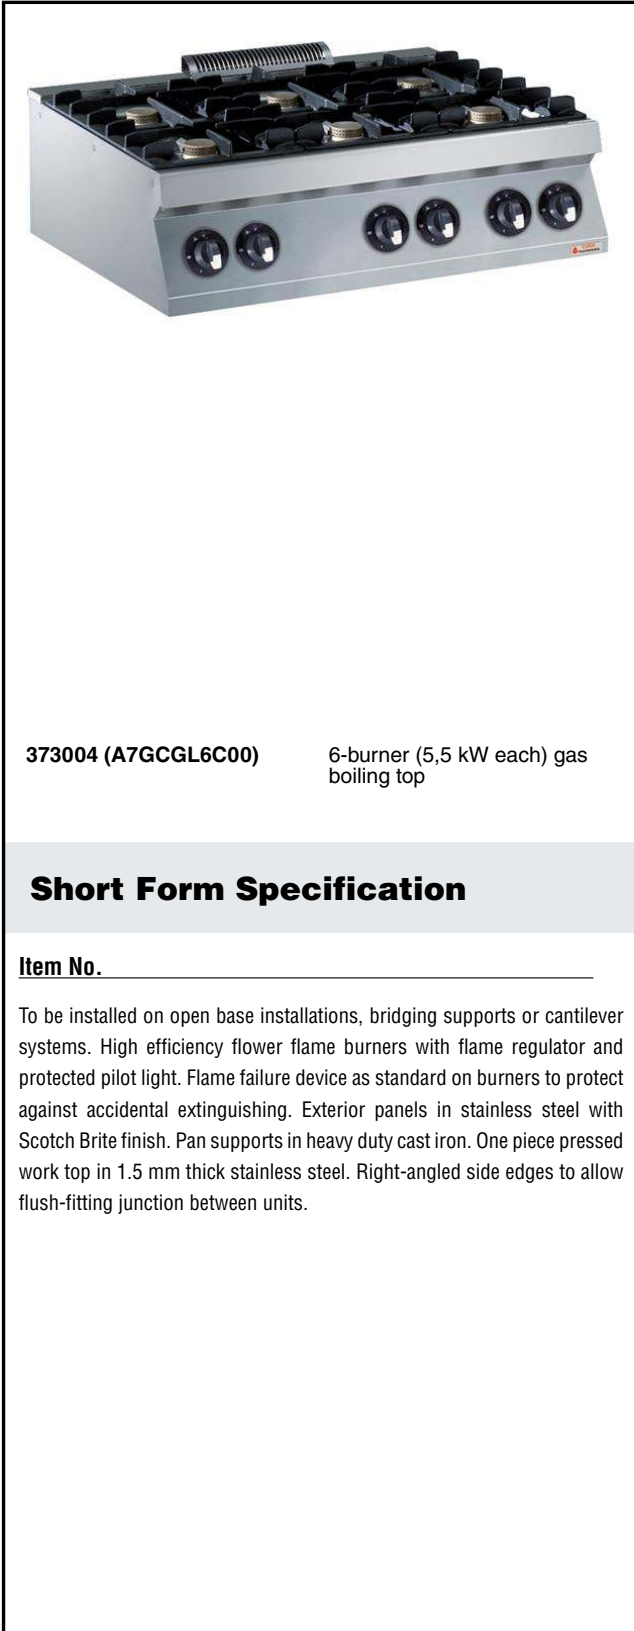 373004 (A7GCGL6C00)
6-burner (5,5 kW each) gas
boiling top
Short Form Specification
Item No.
To be installed on open base installations, bridging supports or cantilever
systems. High efficiency flower flame burners with flame regulator and
protected pilot light. Flame failure device as standard on burners to protect
against accidental extinguishing. Exterior panels in stainless steel with
Scotch Brite finish. Pan supports in heavy duty cast iron. One piece pressed
work top in 1.5 mm thick stainless steel. Right-angled side edges to allow
flush-fitting junction between units.